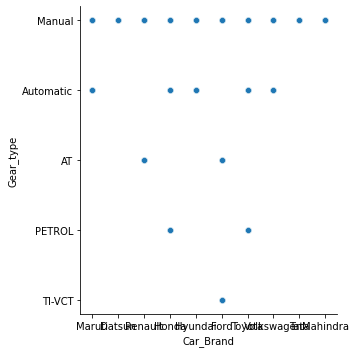 Manual
Automatic
AT
PETROL
TI-VCT
Gear_type
Maruti Datsun Renault Honda Hyundai Ford Toyota Volkswagen Tata Mahindra
Car_Brand